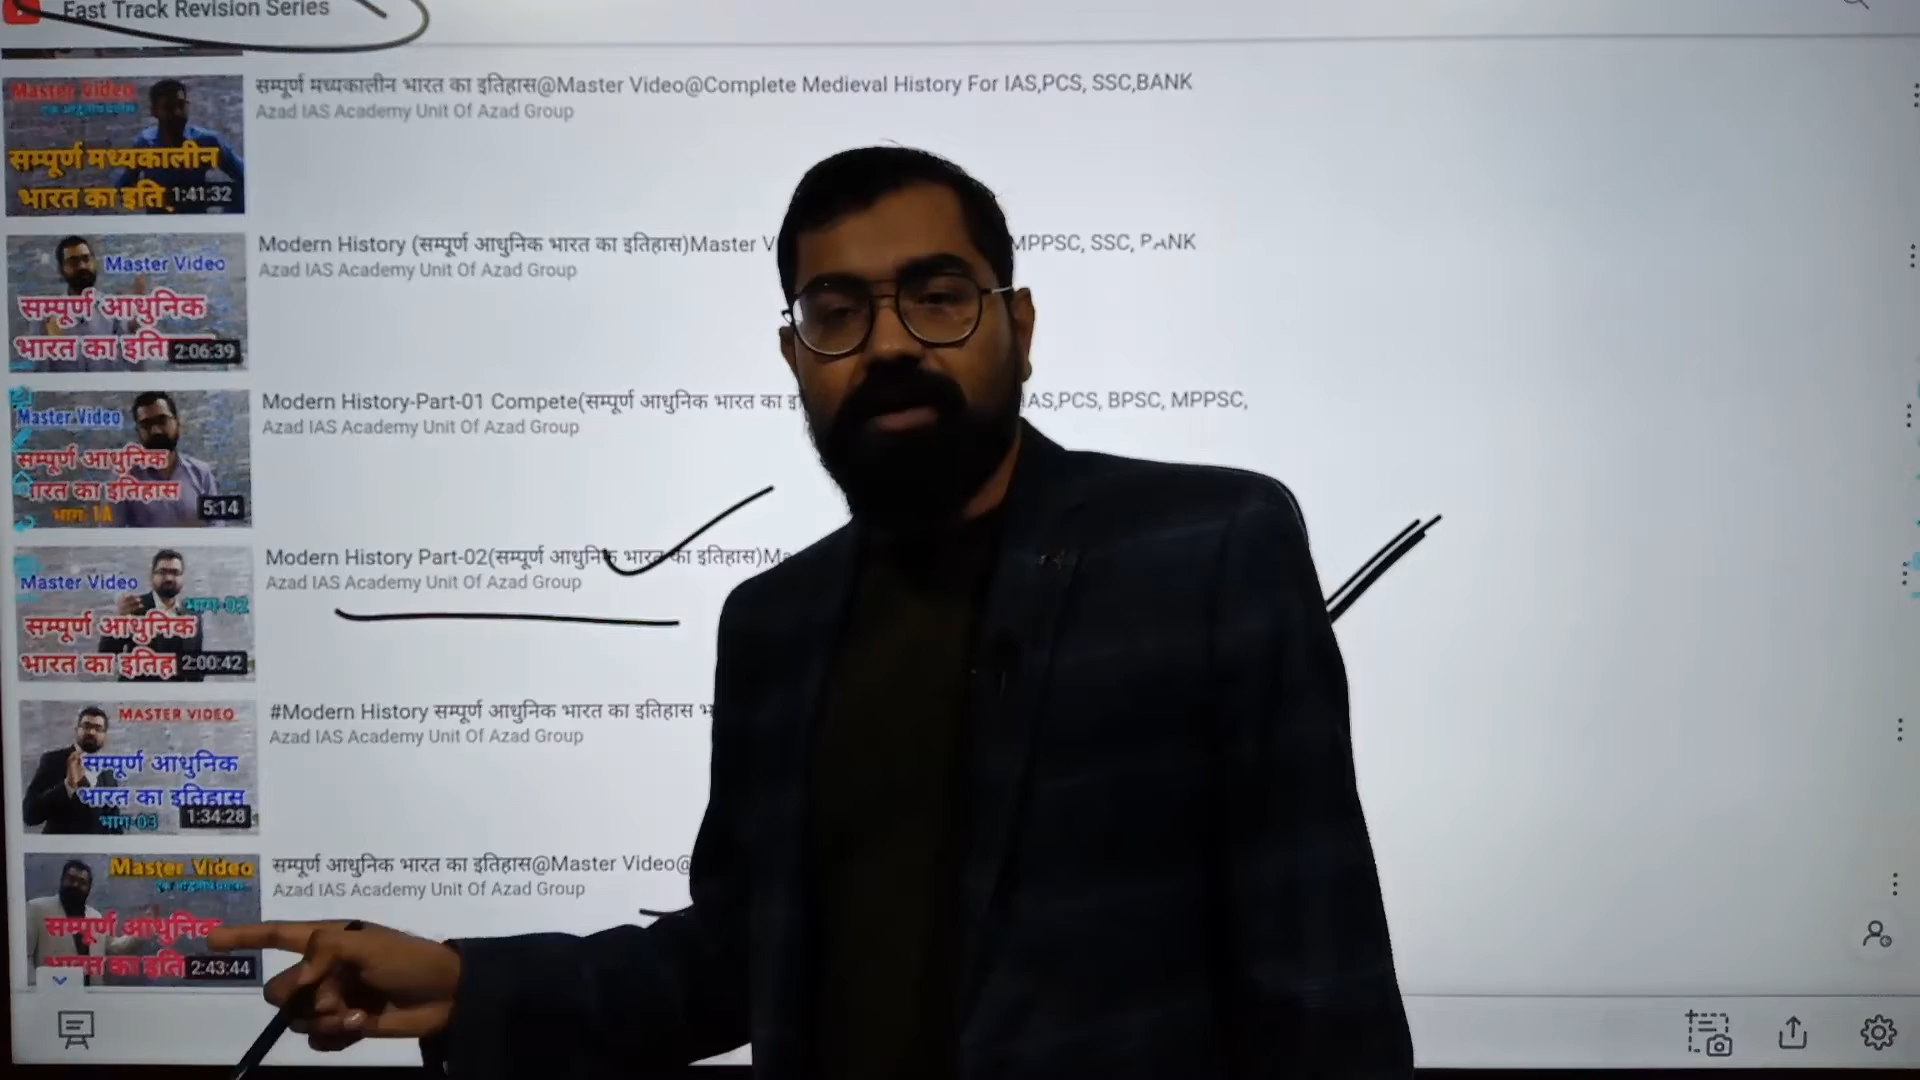 Fast Track Revision Series
Master Video
सम्पूर्ण मध्यकालीन
भारत का इति
1:41:32
सम्पूर्ण मध्यकालीन भारत का इतिहास@Master Video@Complete Medieval History For IAS,PCS, SSC,BANK
Azad IAS Academy Unit Of Azad Group
Master Video
सम्पूर्ण आधुनिक
भारत का इति
2:06:39
Modern History (सम्पूर्ण आधुनिक भारत का इतिहास)Master V MPPSC, SSC, BANK
Azad IAS Academy Unit Of Azad Group
Master Video
सम्पूर्ण आधुनिक
भारत का इतिहास
भाग-1A
5:14
Modern History-Part-01 Compete(सम्पूर्ण आधुनिक भारत का इ IAS,PCS, BPSC, MPPSC,
Azad IAS Academy Unit Of Azad Group
Master Video
भाग-02
सम्पूर्ण आधुनिक
भारत का इतिह
2:00:42
Modern History Part-02(सम्पूर्ण आधुनिक भारत का इतिहास)Ma
Azad IAS Academy Unit Of Azad Group
MASTER VIDEO
सम्पूर्ण आधुनिक
भारत का इतिहास
भाग-03
1:34:28
#Modern History सम्पूर्ण आधुनिक भारत का इतिहास भ
Azad IAS Academy Unit Of Azad Group
Master Video
सम्पूर्ण आधुनिक
भारत का इति
2:43:44
सम्पूर्ण आधुनिक भारत का इतिहास@Master Video@
Azad IAS Academy Unit Of Azad Group